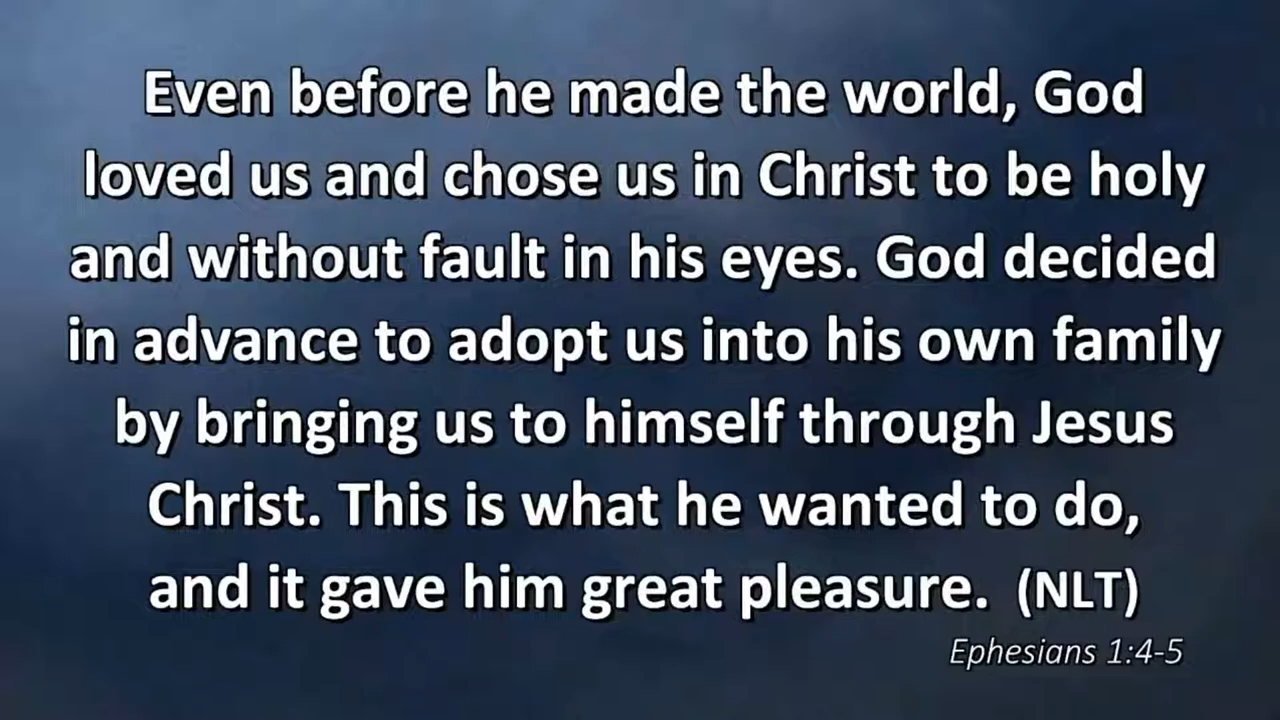 Even before he made the world, God
loved us and chose us in Christ to be holy
and without fault in his eyes. God decided
in advance to adopt us into his own family
by bringing us to himself through Jesus
Christ. This is what he wanted to do,
and it gave him great pleasure.  (NLT)
Ephesians 1:4-5